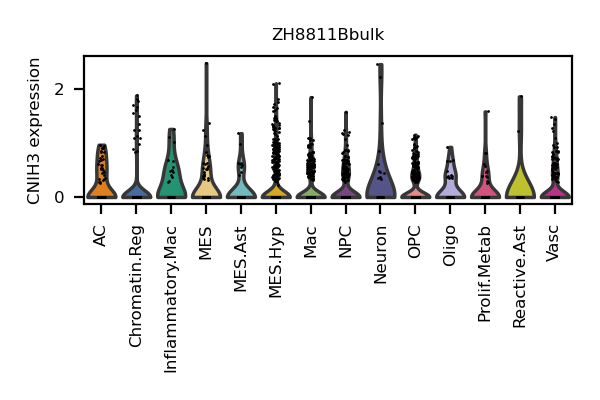 ZH8811Bbulk
CNIH3 expression
2
0
AC
Chromatin.Reg
Inflammatory.Mac
MES
MES.Ast
MES.Hyp
Mac
NPC
Neuron
OPC
Oligo
Prolif.Metab
Reactive.Ast
Vasc